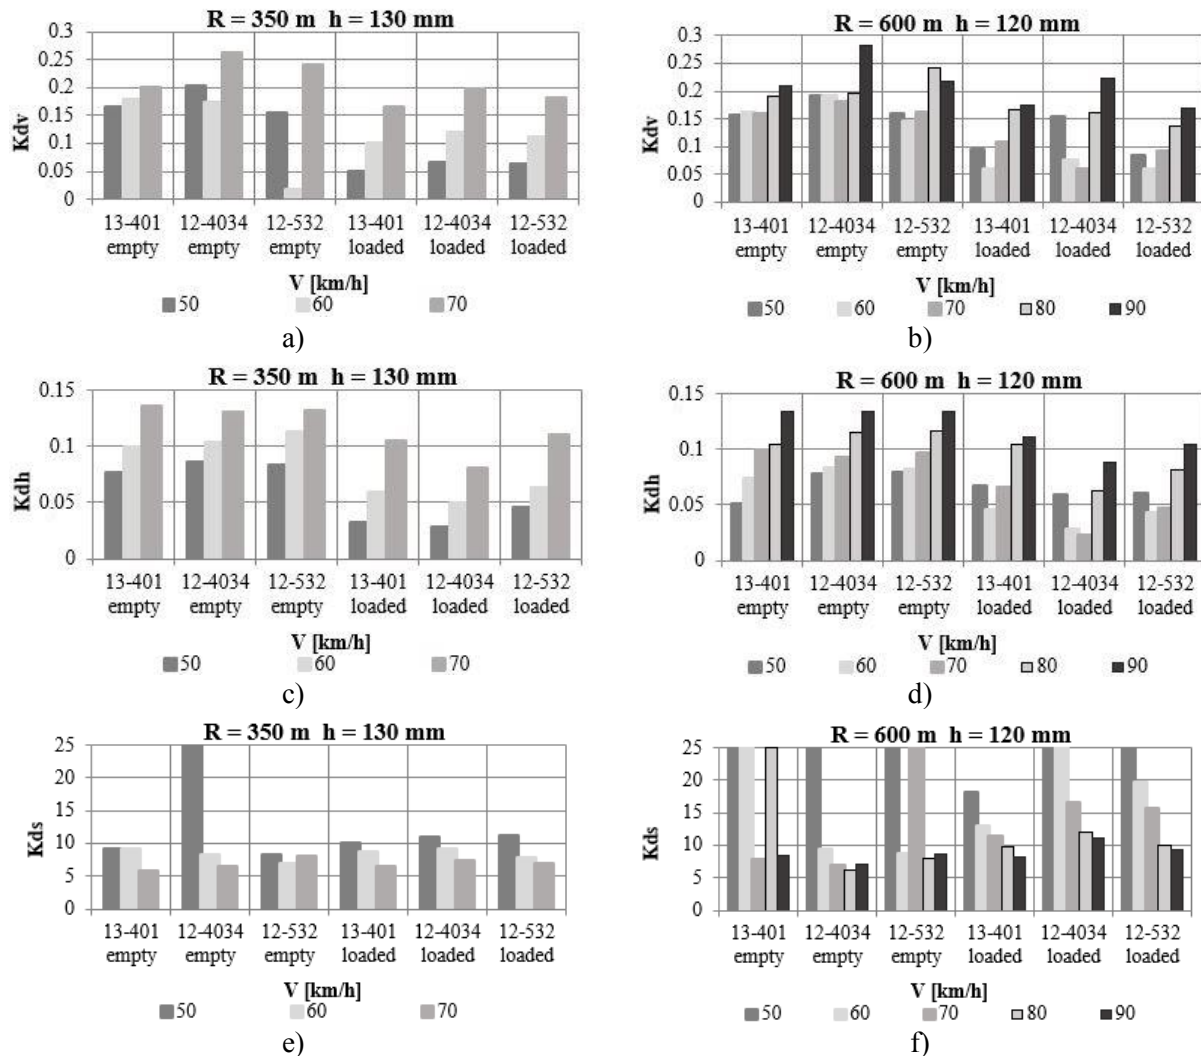 R = 350 m h = 130 mm
Kdv
0.3
0.25
0.2
0.15
0.1
0.05
0
13-401 12-4034 12-532 13-401 12-4034 12-532
empty empty empty loaded loaded loaded
V [km/h]
50 60 70
a)
R = 600 m h = 120 mm
Kdv
0.3
0.25
0.2
0.15
0.1
0.05
0
13-401 12-4034 12-532 13-401 12-4034 12-532
empty empty empty loaded loaded loaded
V [km/h]
50 60 70 80 90
b)
R = 350 m h = 130 mm
Kdh
0.15
0.1
0.05
0
13-401 12-4034 12-532 13-401 12-4034 12-532
empty empty empty loaded loaded loaded
V [km/h]
50 60 70
c)
R = 600 m h = 120 mm
Kdh
0.15
0.1
0.05
0
13-401 12-4034 12-532 13-401 12-4034 12-532
empty empty empty loaded loaded loaded
V [km/h]
50 60 70 80 90
d)
R = 350 m h = 130 mm
Kds
25
20
15
10
5
0
13-401 12-4034 12-532 13-401 12-4034 12-532
empty empty empty loaded loaded loaded
V [km/h]
50 60 70
e)
R = 600 m h = 120 mm
Kds
25
20
15
10
5
0
13-401 12-4034 12-532 13-401 12-4034 12-532
empty empty empty loaded loaded loaded
V [km/h]
50 60 70 80 90
f)